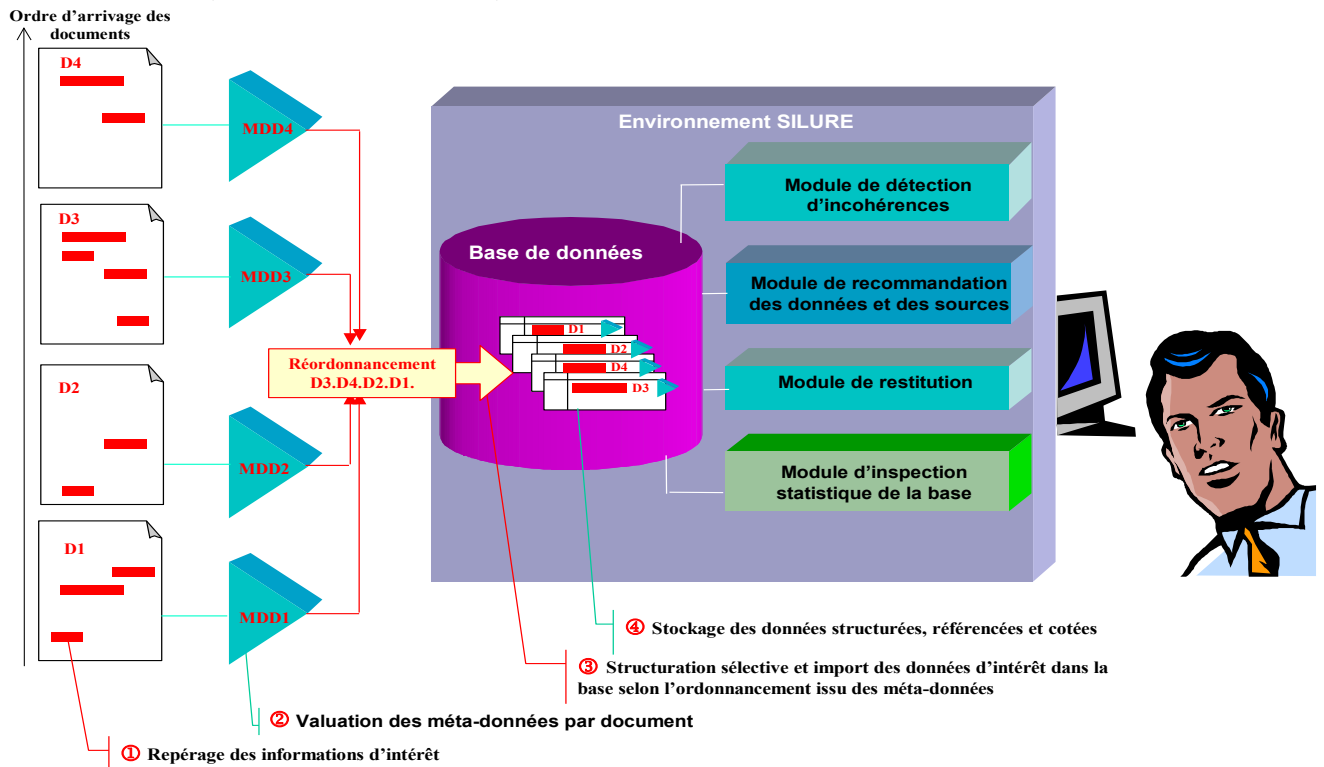 Ordre d'arrivage des
documents
D4
MDD4
D3
MDD3
D2
MDD2
D1
MDD1
Réordonnancement
D3.D4.D2.D1.
Environnement SILURE
Base de données
D1
D2
D4
D3
Module de détection
d'incohérences
Module de recommandation
des données et des sources
Module de restitution
Module d'inspection
statistique de la base
④ Stockage des données structurées, référencées et cotées
③ Structuration sélective et import des données d'intérêt dans la
base selon l'ordonnancement issu des méta-données
② Valuation des méta-données par document
① Repérage des informations d'intérêt